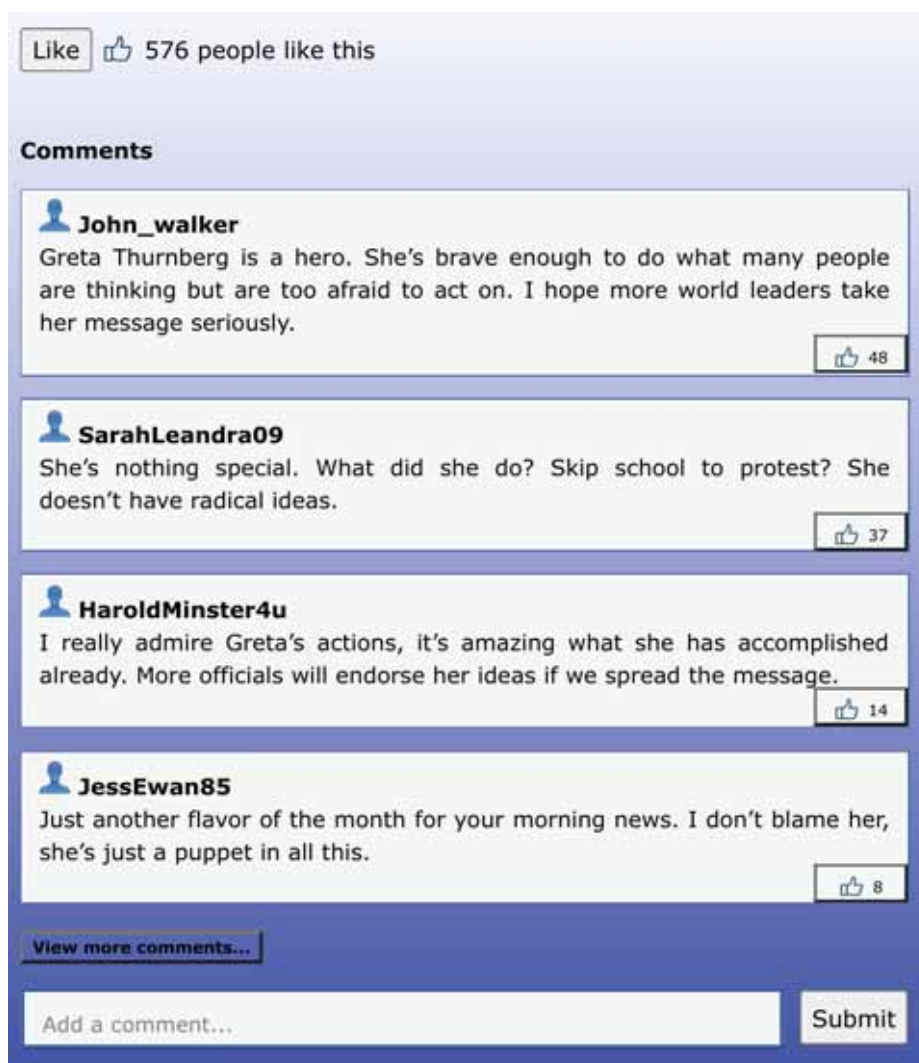 Like 576 people like this
Comments
John_walker
Greta Thurnberg is a hero. She's brave enough to do what many people
are thinking but are too afraid to act on. I hope more world leaders take
her message seriously.
48
SarahLeandra09
She's nothing special. What did she do? Skip school to protest? She
doesn't have radical ideas.
37
HaroldMinster4u
I really admire Greta's actions, it's amazing what she has accomplished
already. More officials will endorse her ideas if we spread the message.
14
JessEwan85
Just another flavor of the month for your morning news. I don't blame her,
she's just a puppet in all this.
8
View more comments...
Add a comment... Submit